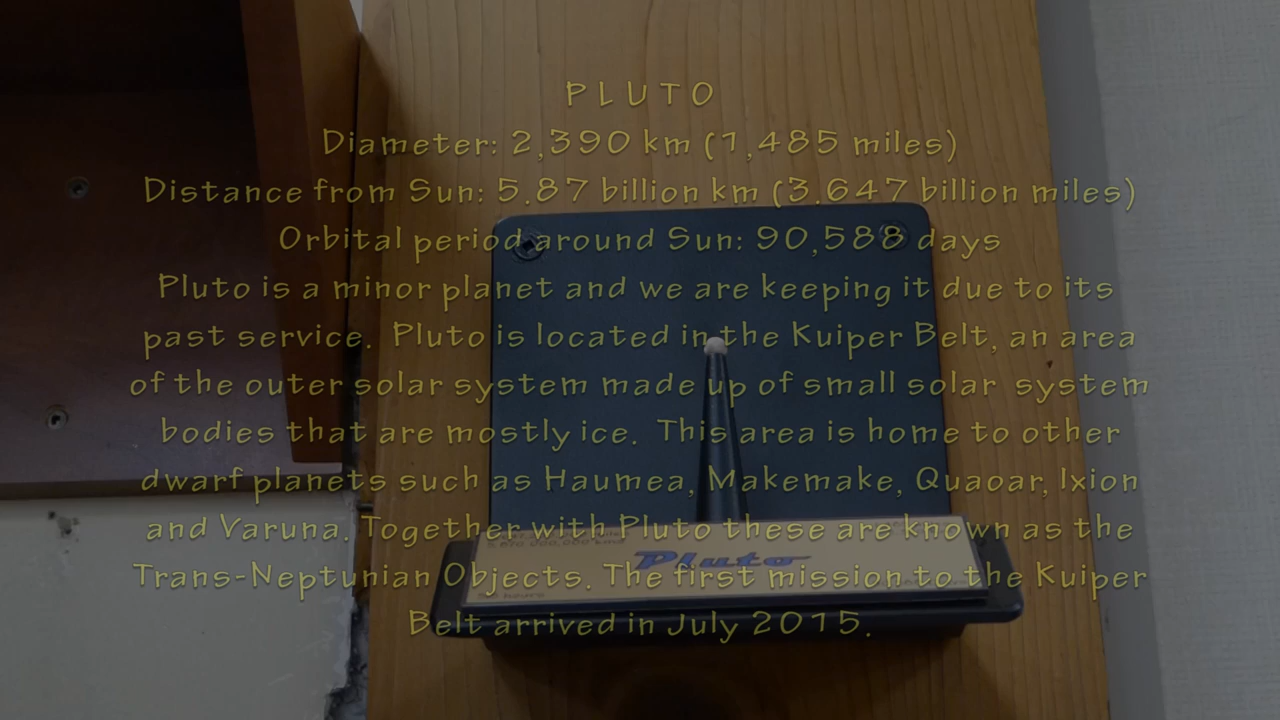 PLUTO
Diameter: 2,390 km (1,485 miles)
Distance from Sun: 5.87 billion km (3.647 billion miles)
Orbital period around Sun: 90,588 days
Pluto is a minor planet and we are keeping it due to its
past service. Pluto is located in the Kuiper Belt, an area
of the outer solar system made up of small solar system
bodies that are mostly ice. This area is home to other
dwarf planets such as Haumea, Makemake, Quaoar, Ixion
and Varuna. Together with Pluto these are known as the
Trans-Neptunian Objects. The first mission to the Kuiper
Belt arrived in July 2015.
Pluto